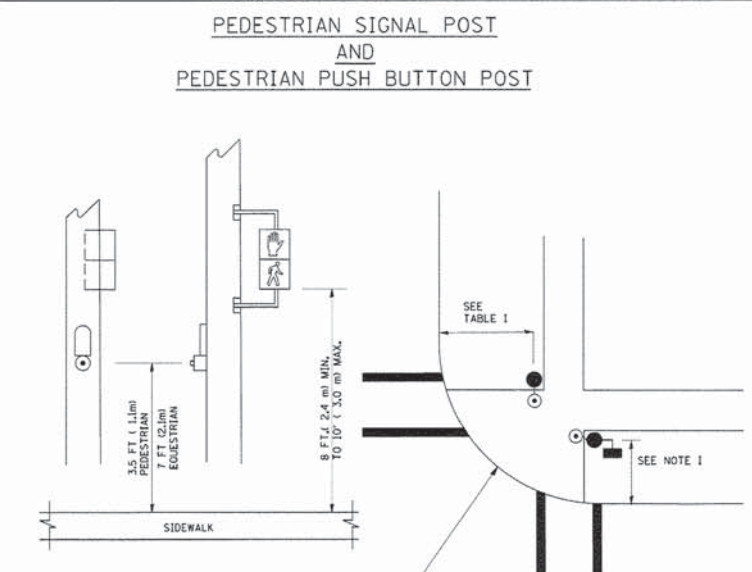 PEDESTRIAN SIGNAL POST
AND
PEDESTRIAN PUSH BUTTON POST
3.5 FT ( 1.1m)
PEDESTRIAN
7 FT (2.1m)
EQUESTRIAN
8 FT.( 2.4 m) MIN.
TO 10' ( 3.0 m) MAX.
SIDEWALK
SEE
TABLE I
SEE NOTE I